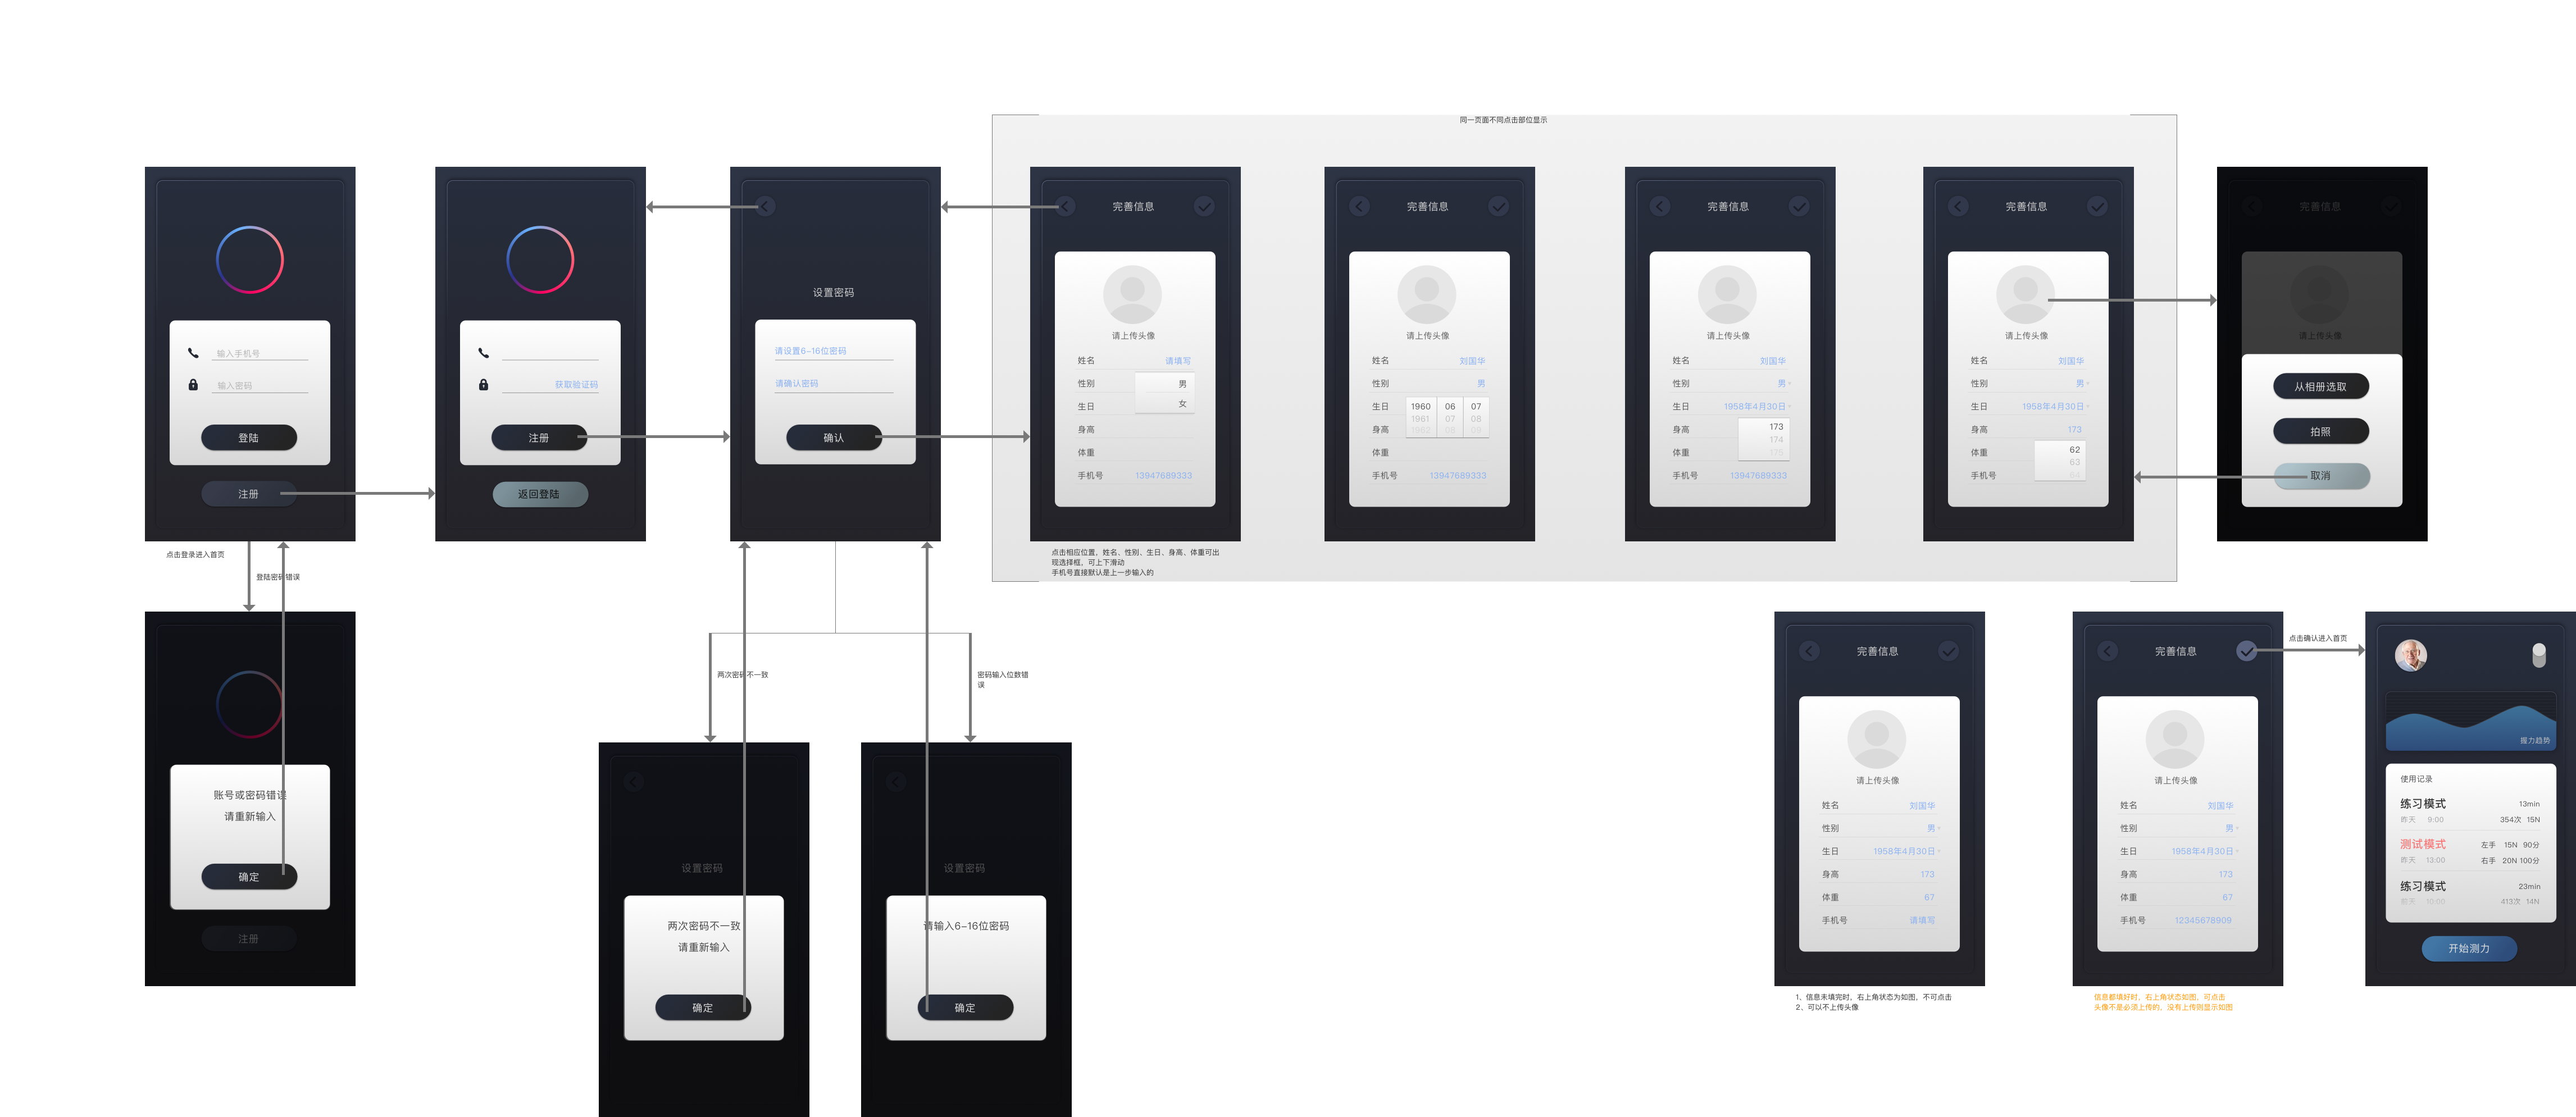 同一页面不同点击部位显示
输入手机号
输入密码
登陆
注册
获取验证码
注册
返回登陆
设置密码
请设置6-16位密码
请确认密码
确认
完善信息
请上传头像
姓名 请填写
性别 男
女
生日
身高
体重
手机号 13947689333
完善信息
请上传头像
姓名 刘国华
性别 男
生日 1960 06 07
1961 07 08
身高 1962 08 09
体重
手机号 13947689333
完善信息
请上传头像
姓名 刘国华
性别 男
生日 1958年4月30日
身高 173
174
体重 175
手机号 13947689333
完善信息
请上传头像
姓名 刘国华
性别 男
生日 1958年4月30日
身高 173
体重 62
63
手机号 64
完善信息
请上传头像
从相册选取
拍照
取消
点击登录进入首页
登陆密码错误
点击相应位置，姓名、性别、生日、身高、体重可出
现选择框，可上下滑动
手机号直接默认是上一步输入的
账号或密码错误
请重新输入
确定
注册
两次密码不一致
密码输入位数错
误
设置密码
两次密码不一致
请重新输入
确定
设置密码
请输入6-16位密码
确定
完善信息
请上传头像
姓名 刘国华
性别 男
生日 1958年4月30日
身高 173
体重 67
手机号 请填写
1、信息未填完时，右上角状态为如图，不可点击
2、可以不上传头像
完善信息
请上传头像
姓名 刘国华
性别 男
生日 1958年4月30日
身高 173
体重 67
手机号 12345678909
信息都填好时，右上角状态如图，可点击
头像不是必须上传的，没有上传则显示如图
点击确认进入首页
握力趋势
使用记录
练习模式 13min
昨天 9:00 354次 15N
测试模式 左手 15N 90分
昨天 13:00 右手 20N 100分
练习模式 23min
前天 10:00 413次 14N
开始测力